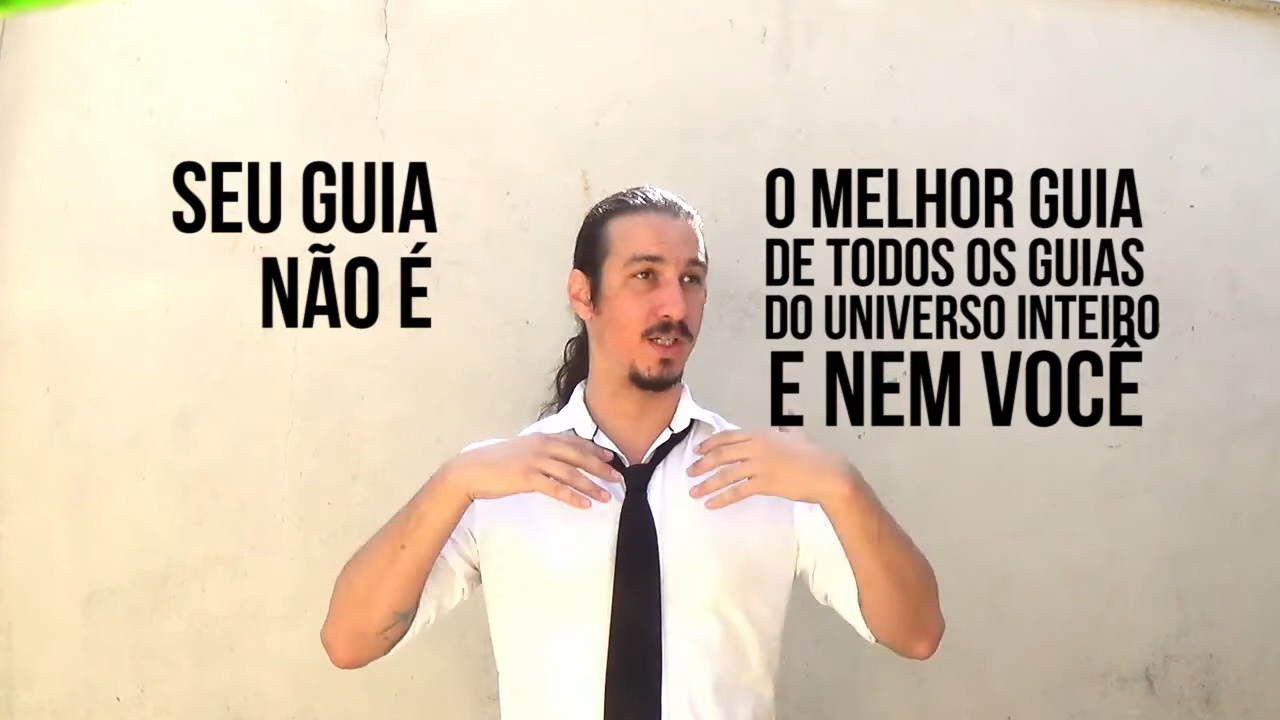 SEU GUIA
NÃO É
O MELHOR GUIA
DE TODOS OS GUIAS
DO UNIVERSO INTEIRO
E NEM VOCÊ